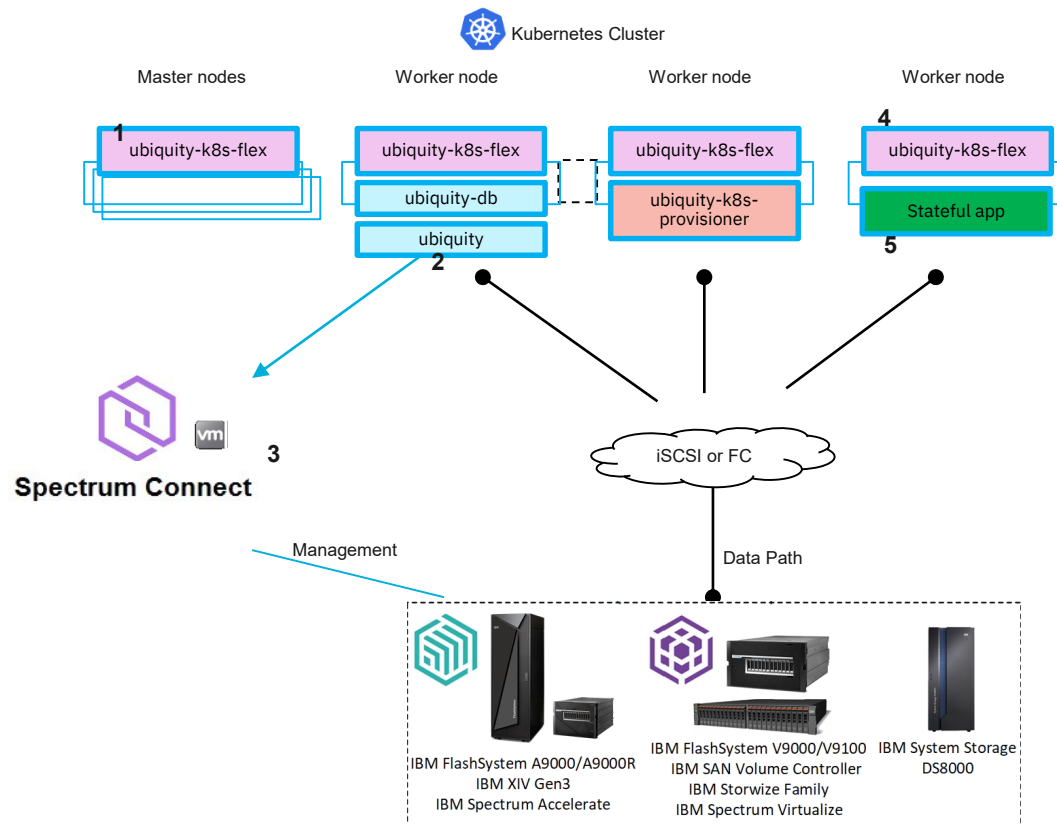 Kubernetes Cluster
Master nodes
Worker node
Worker node
Worker node
1
4
ubiquity-k8s-flex
ubiquity-k8s-flex
ubiquity-k8s-flex
ubiquity-k8s-flex
ubiquity-db
ubiquity-k8s-
provisioner
Stateful app
ubiquity
2
5
vm
3
Spectrum Connect
iSCSI or FC
Management
Data Path
IBM FlashSystem A9000/A9000R
IBM XIV Gen3
IBM Spectrum Accelerate
IBM FlashSystem V9000/V9100
IBM SAN Volume Controller
IBM Storwize Family
IBM Spectrum Virtualize
IBM System Storage
DS8000